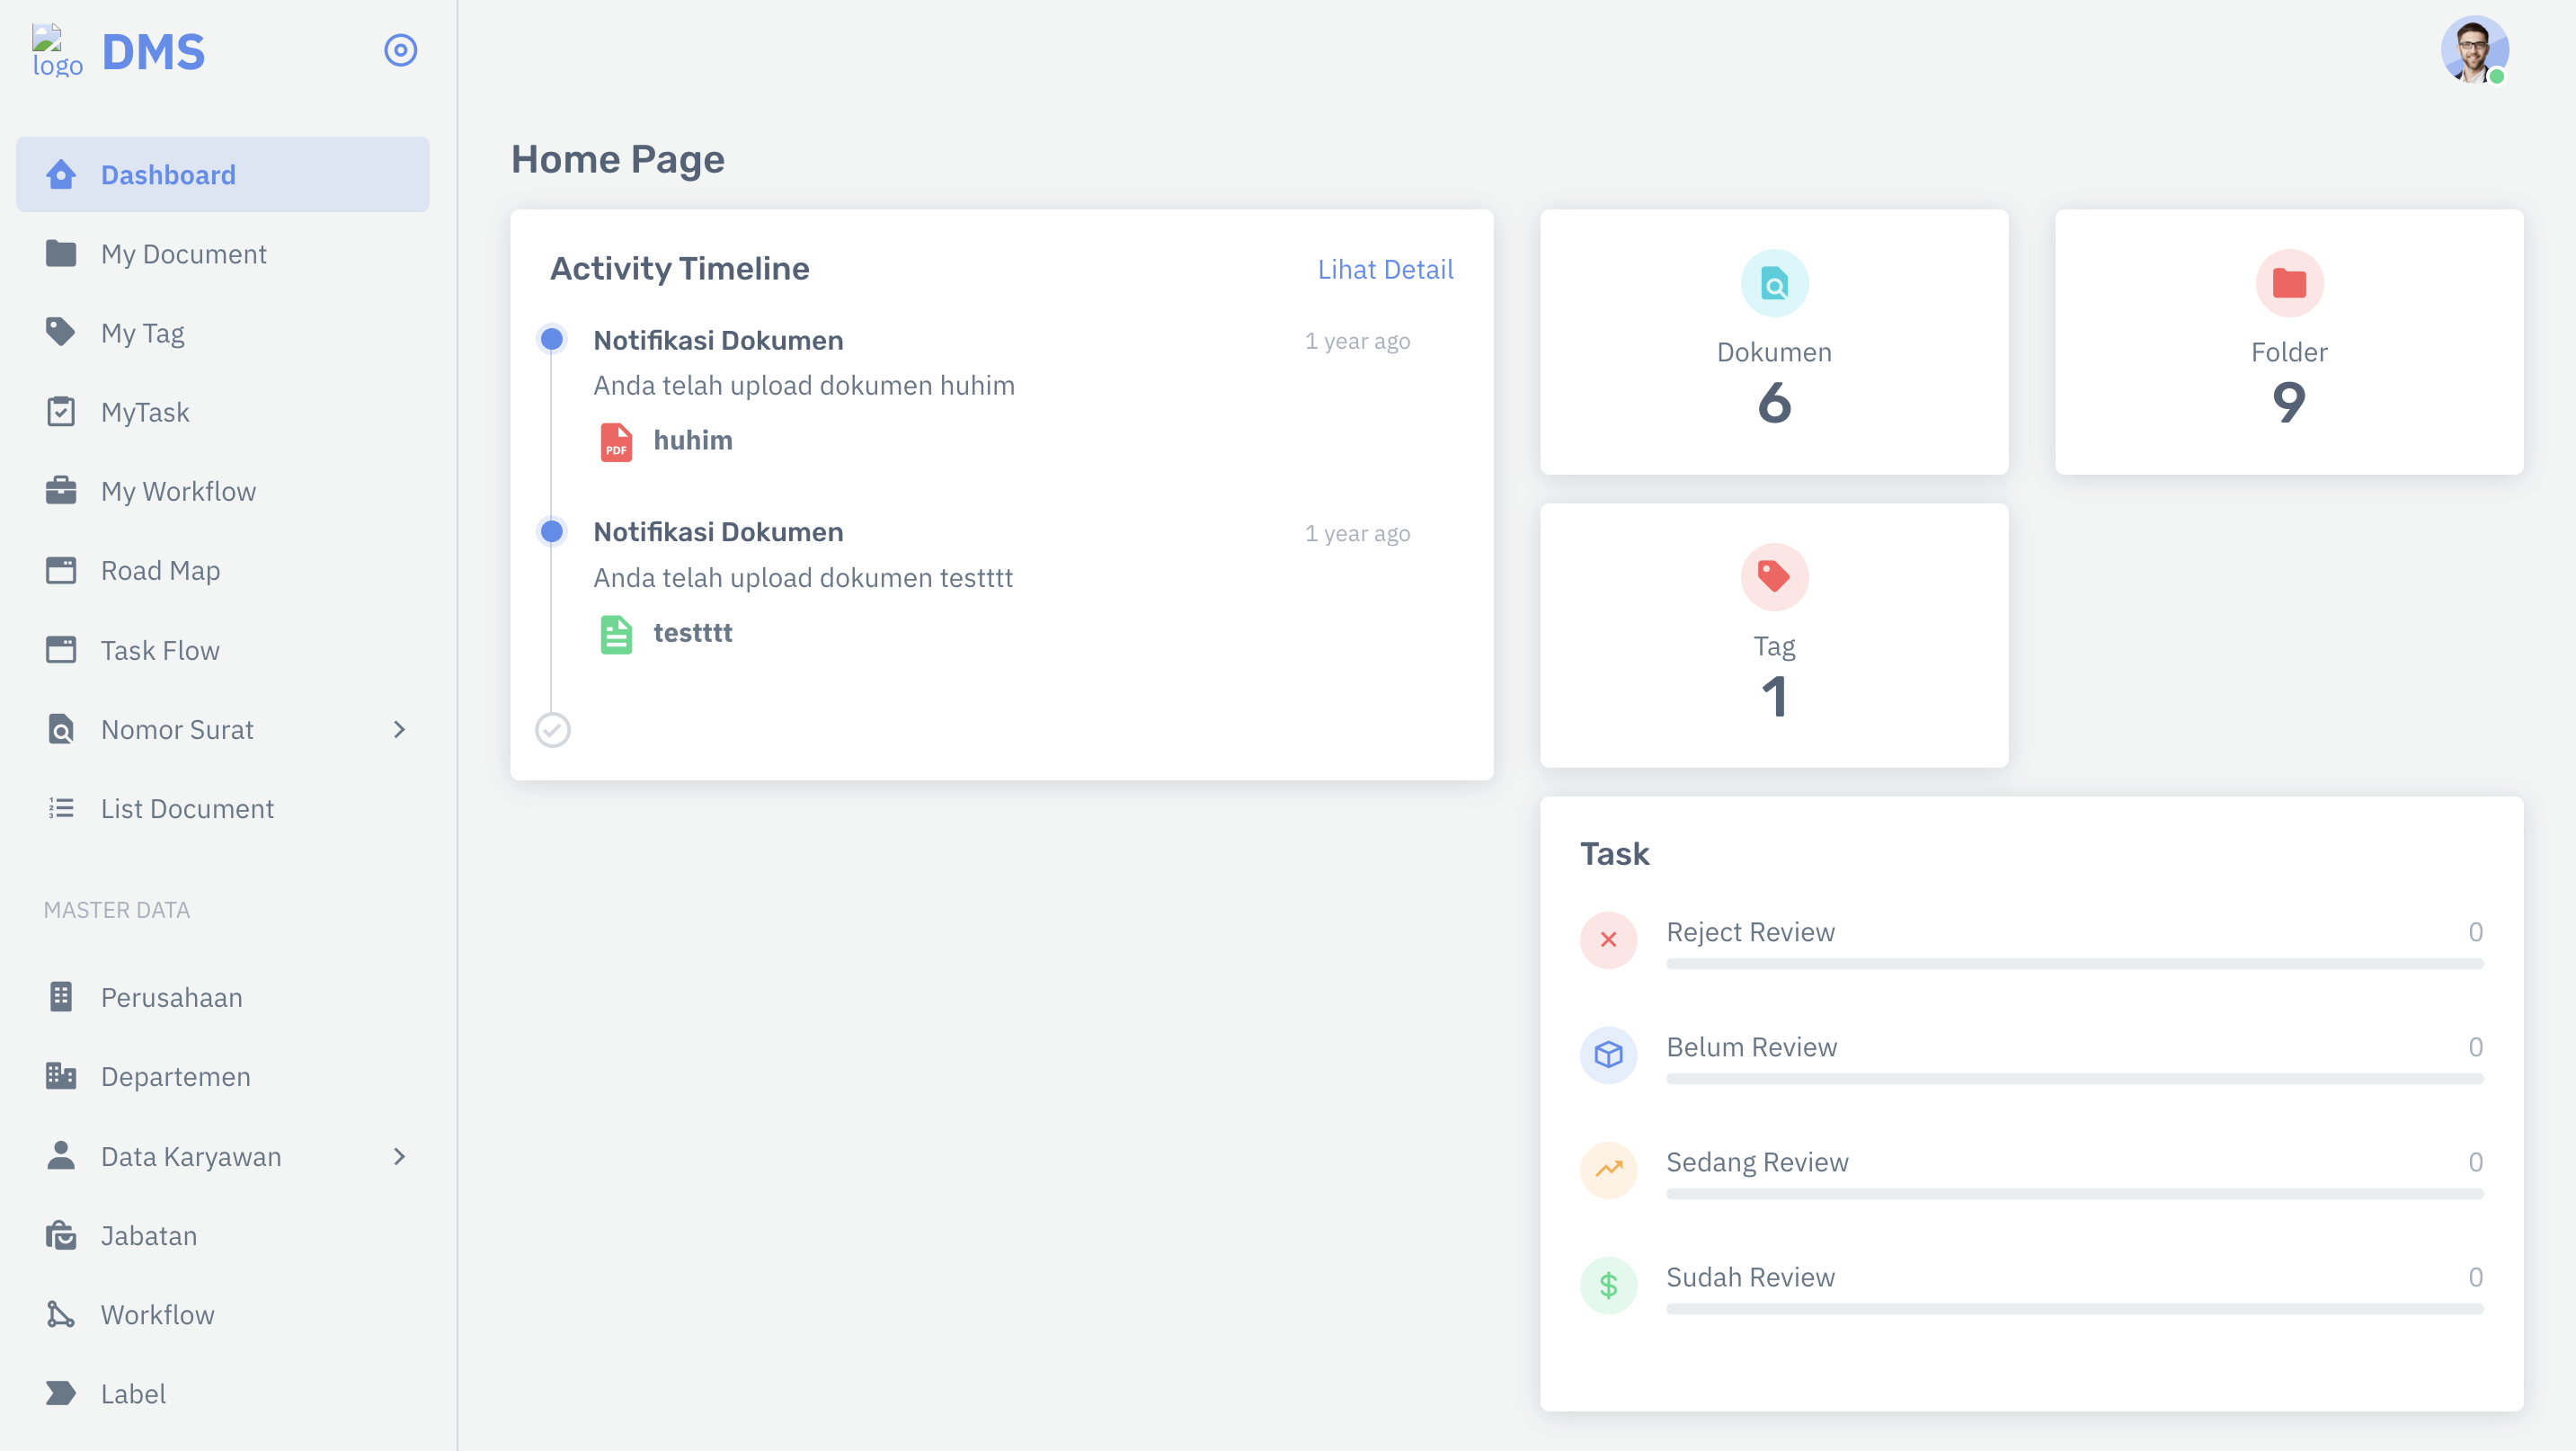 logo
DMS
Dashboard
My Document
My Tag
MyTask
My Workflow
Road Map
Task Flow
Nomor Surat
List Document
MASTER DATA
Perusahaan
Departemen
Data Karyawan
Jabatan
Workflow
Label
Home Page
Activity Timeline
Lihat Detail
Notifikasi Dokumen
1 year ago
Anda telah upload dokumen huhim
PDF
huhim
Notifikasi Dokumen
1 year ago
Anda telah upload dokumen testttt
testttt
Dokumen
6
Folder
9
Tag
1
Task
Reject Review
0
Belum Review
0
Sedang Review
0
Sudah Review
0